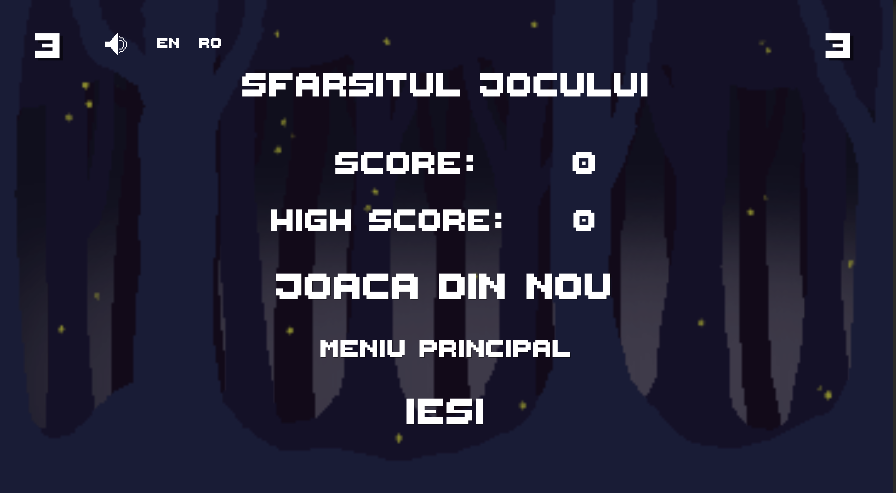 3 EN RO 3
SFARSITUL JOCULUI
SCORE: 0
HIGH SCORE: 0
JOACA DIN NOU
MENIU PRINCIPAL
IESI